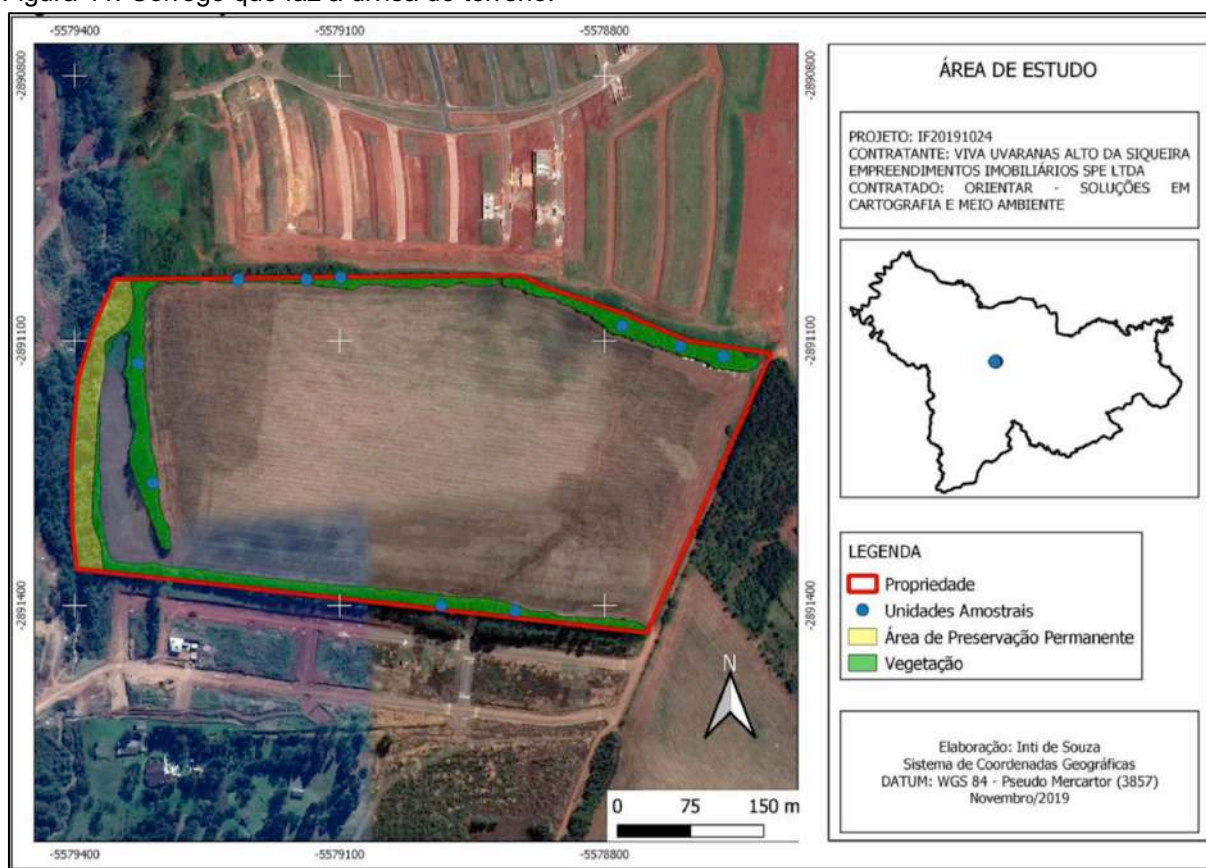 Figura 11: Córrego que faz a divisa do terreno.
-5579400 -5579100 -5578800
-2890800 -2890800
-2891100 -2891100
-2891400 -2891400
N
0 75 150 m
-5579400 -5579100 -5578800
ÁREA DE ESTUDO
PROJETO: IF20191024
CONTRATANTE: VIVA UVARANAS ALTO DA SIQUEIRA
EMPREENDIMENTOS IMOBILIÁRIOS SPE LTDA
CONTRATADO: ORIENTAR - SOLUÇÕES EM
CARTOGRAFIA E MEIO AMBIENTE
LEGENDA
Propriedade
Unidades Amostrais
Área de Preservação Permanente
Vegetação
Elaboração: Inti de Souza
Sistema de Coordenadas Geográficas
DATUM: WGS 84 - Pseudo Mercartor (3857)
Novembro/2019